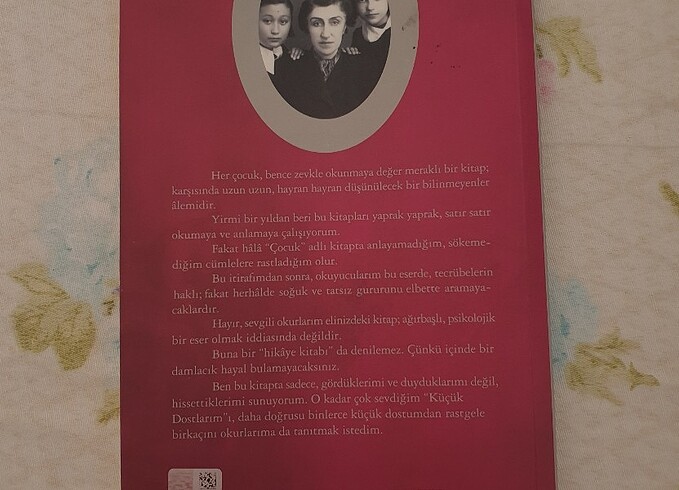 Her çocuk, bence zevkle okunmaya değer meraklı bir kitap;
karşısında uzun uzun, hayran hayran düşünülecek bir bilinmeyenler
âlemidir.
Yirmi bir yıldan beri bu kitapları yaprak yaprak, satır satır
okumaya ve anlamaya çalışıyorum.
Fakat hâlâ "Çocuk" adlı kitapta anlayamadığım, sökeme-
diğim cümlelere rastladığım olur.
Bu itirafımdan sonra, okuyucularım bu eserde, tecrübelerin
haklı; fakat herhâlde soğuk ve tatsız gururunu elbette aramaya-
caklardır.
Hayır, sevgili okurlarım elinizdeki kitap; ağırbaşlı, psikolojik
bir eser olmak iddiasında değildir.
Buna bir "hikâye kitabı" da denilemez. Çünkü içinde bir
damlacık hayal bulamayacaksınız.
Ben bu kitapta sadece, gördüklerimi ve duyduklarımı değil,
hissettiklerimi sunuyorum. O kadar çok sevdiğim "Küçük
Dostlarım"ı, daha doğrusu binlerce küçük dostumdan rastgele
birkaçını okurlarıma da tanıtmak istedim.